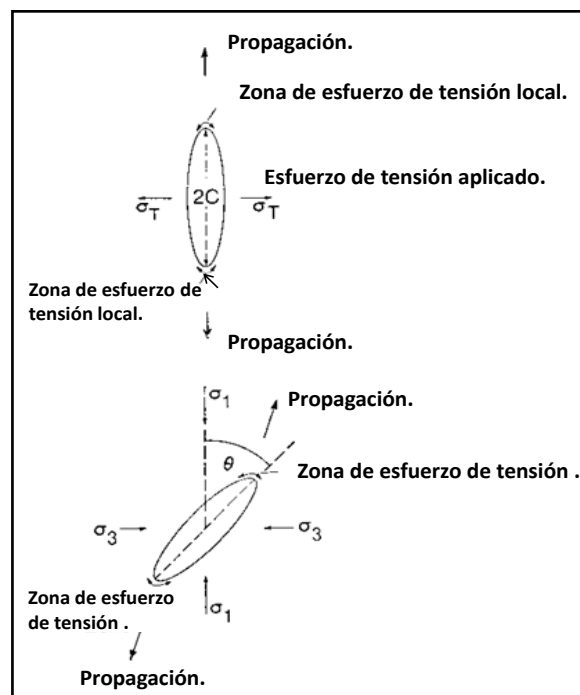 Propagación.
Zona de esfuerzo de tensión local.
Esfuerzo de tensión aplicado.
2C
σT
σT
Zona de esfuerzo de
tensión local.
Propagación.
σ1
Propagación.
θ
Zona de esfuerzo de tensión .
σ3
σ3
Zona de esfuerzo
de tensión .
σ1
Propagación.